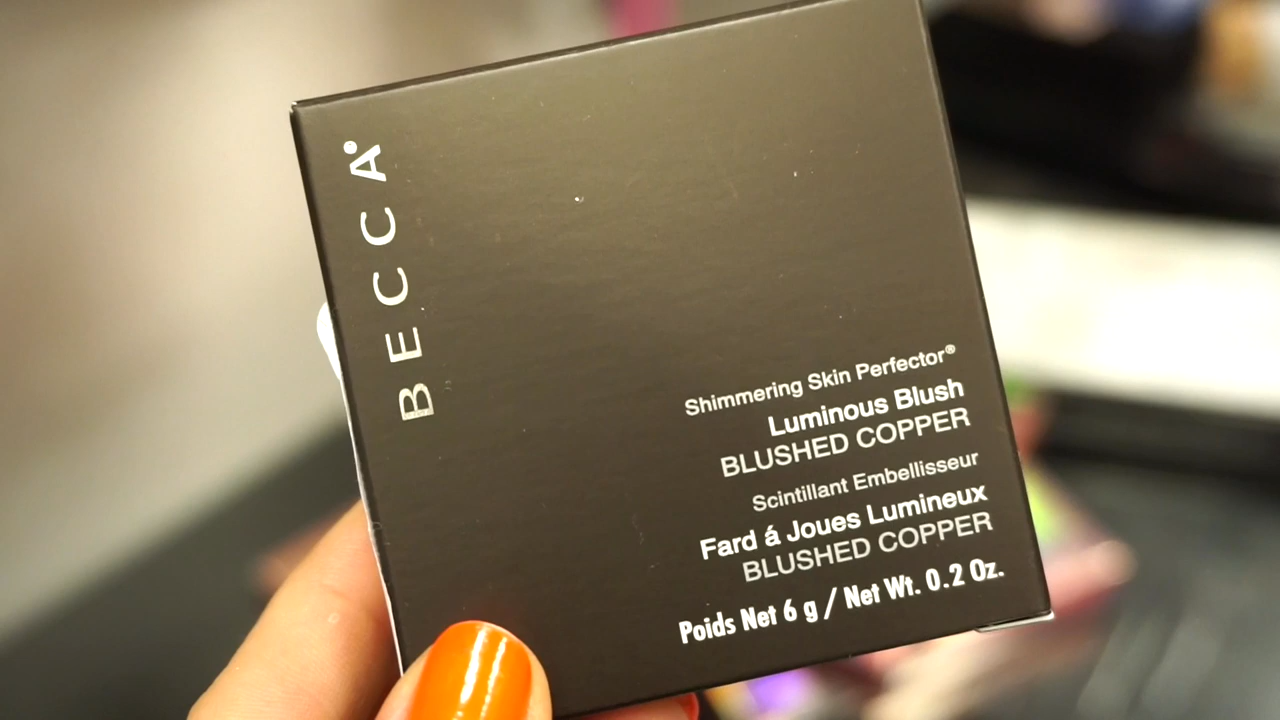 BECCA®
Shimmering Skin Perfector®
Luminous Blush
BLUSHED COPPER
Scintillant Embellisseur
Fard á Joues Lumineux
BLUSHED COPPER
Poids Net 6 g / Net Wt. 0.2 Oz.